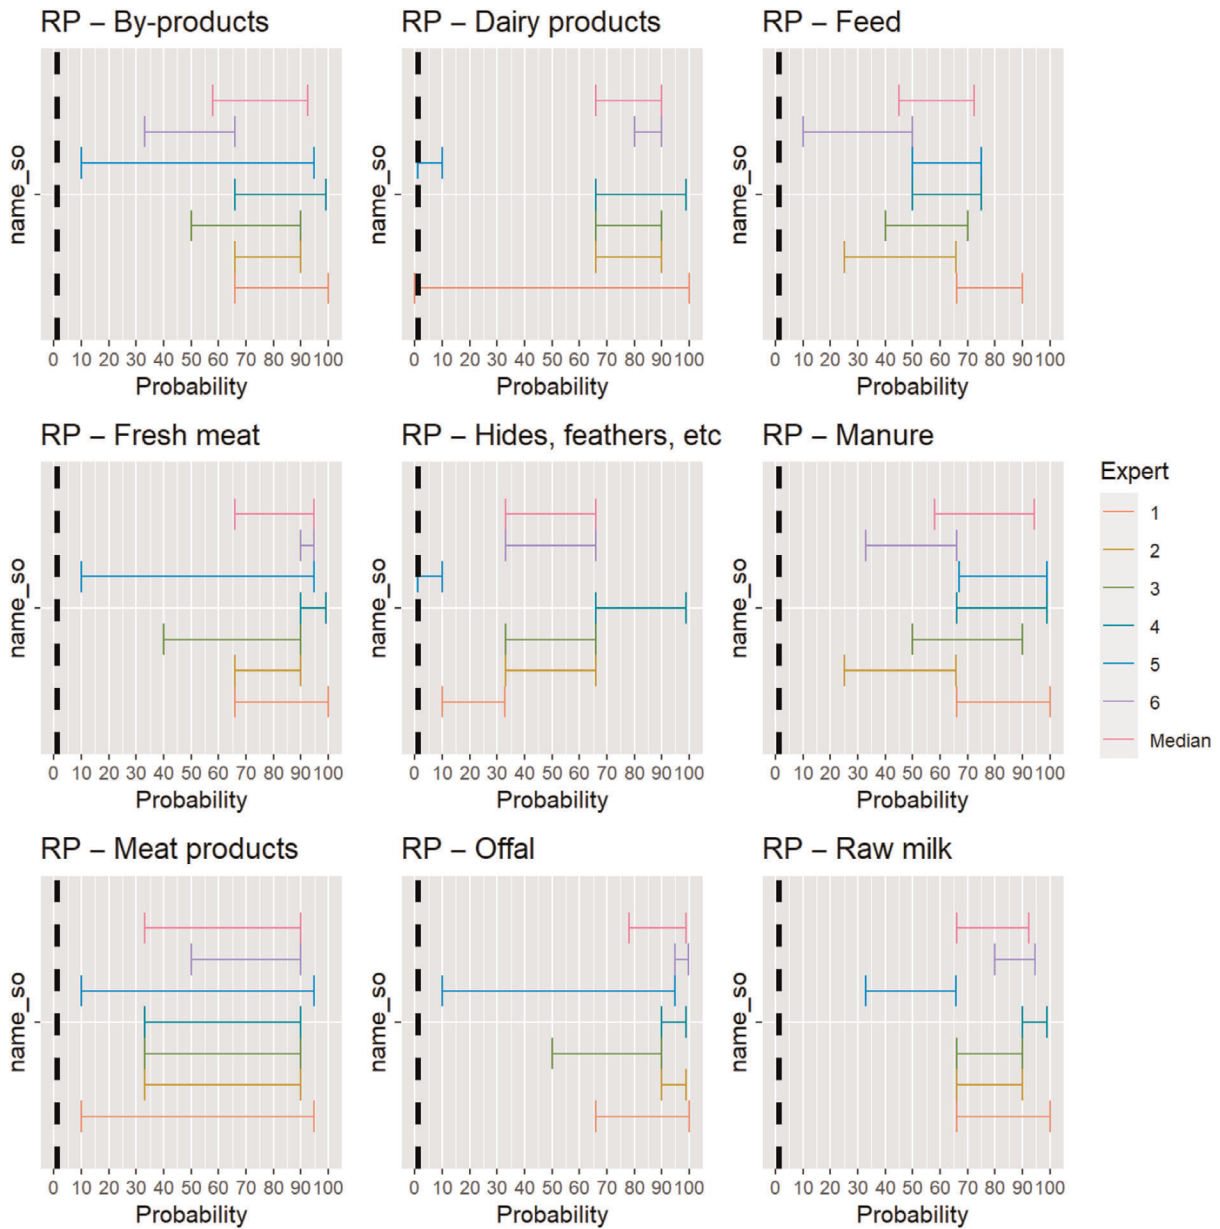 RP – By-products
RP – Dairy products
RP – Feed
name_so
name_so
name_so
0 10 20 30 40 50 60 70 80 90 100
0 10 20 30 40 50 60 70 80 90 100
0 10 20 30 40 50 60 70 80 90 100
Probability
Probability
Probability
RP – Fresh meat
RP – Hides, feathers, etc
RP – Manure
name_so
name_so
name_so
0 10 20 30 40 50 60 70 80 90 100
0 10 20 30 40 50 60 70 80 90 100
0 10 20 30 40 50 60 70 80 90 100
Probability
Probability
Probability
Expert
1
2
3
4
5
6
Median
RP – Meat products
RP – Offal
RP – Raw milk
name_so
name_so
name_so
0 10 20 30 40 50 60 70 80 90 100
0 10 20 30 40 50 60 70 80 90 100
0 10 20 30 40 50 60 70 80 90 100
Probability
Probability
Probability